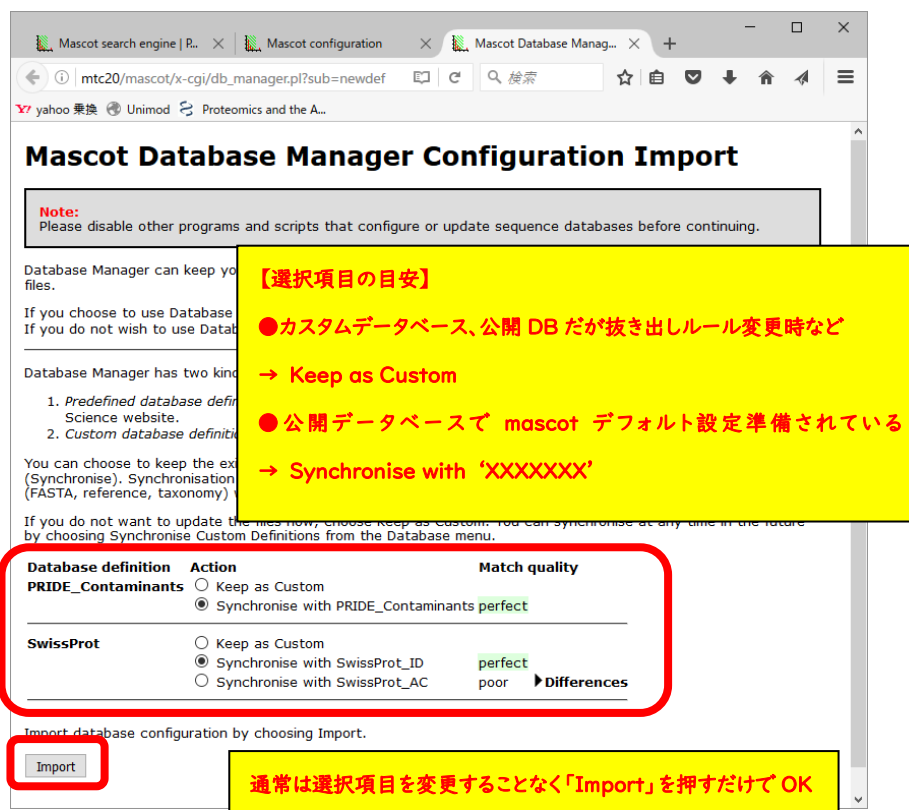 Mascot search engine | P...
Mascot configuration
Mascot Database Manag...
mtc20/mascot/x-cgi/db_manager.pl?sub=newdef
検索
yahoo 乗換
Unimod
Proteomics and the A...
Mascot Database Manager Configuration Import
Note:
Please disable other programs and scripts that configure or update sequence databases before continuing.
Database Manager can keep yo
files.
If you choose to use Database
If you do not wish to use Datab
Database Manager has two kind
1. Predefined database defin
Science website.
2. Custom database definitio
You can choose to keep the exi
(Synchronise). Synchronisation
(FASTA, reference, taxonomy)
If you do not want to update the files now, choose Keep as Custom. You can synchronise at any time in the future
by choosing Synchronise Custom Definitions from the Database menu.
【選択項目の目安】
●カスタムデータベース、公開 DB だが抜き出しルール変更時など
→ Keep as Custom
●公開データベースで mascot デフォルト設定準備されている
→ Synchronise with ‘XXXXXXX’
Database definition Action Match quality
PRIDE_Contaminants Keep as Custom
Synchronise with PRIDE_Contaminants perfect
SwissProt Keep as Custom
Synchronise with SwissProt_ID perfect
Synchronise with SwissProt_AC poor Differences
Import database configuration by choosing Import.
Import
通常は選択項目を変更することなく「Import」を押すだけで OK